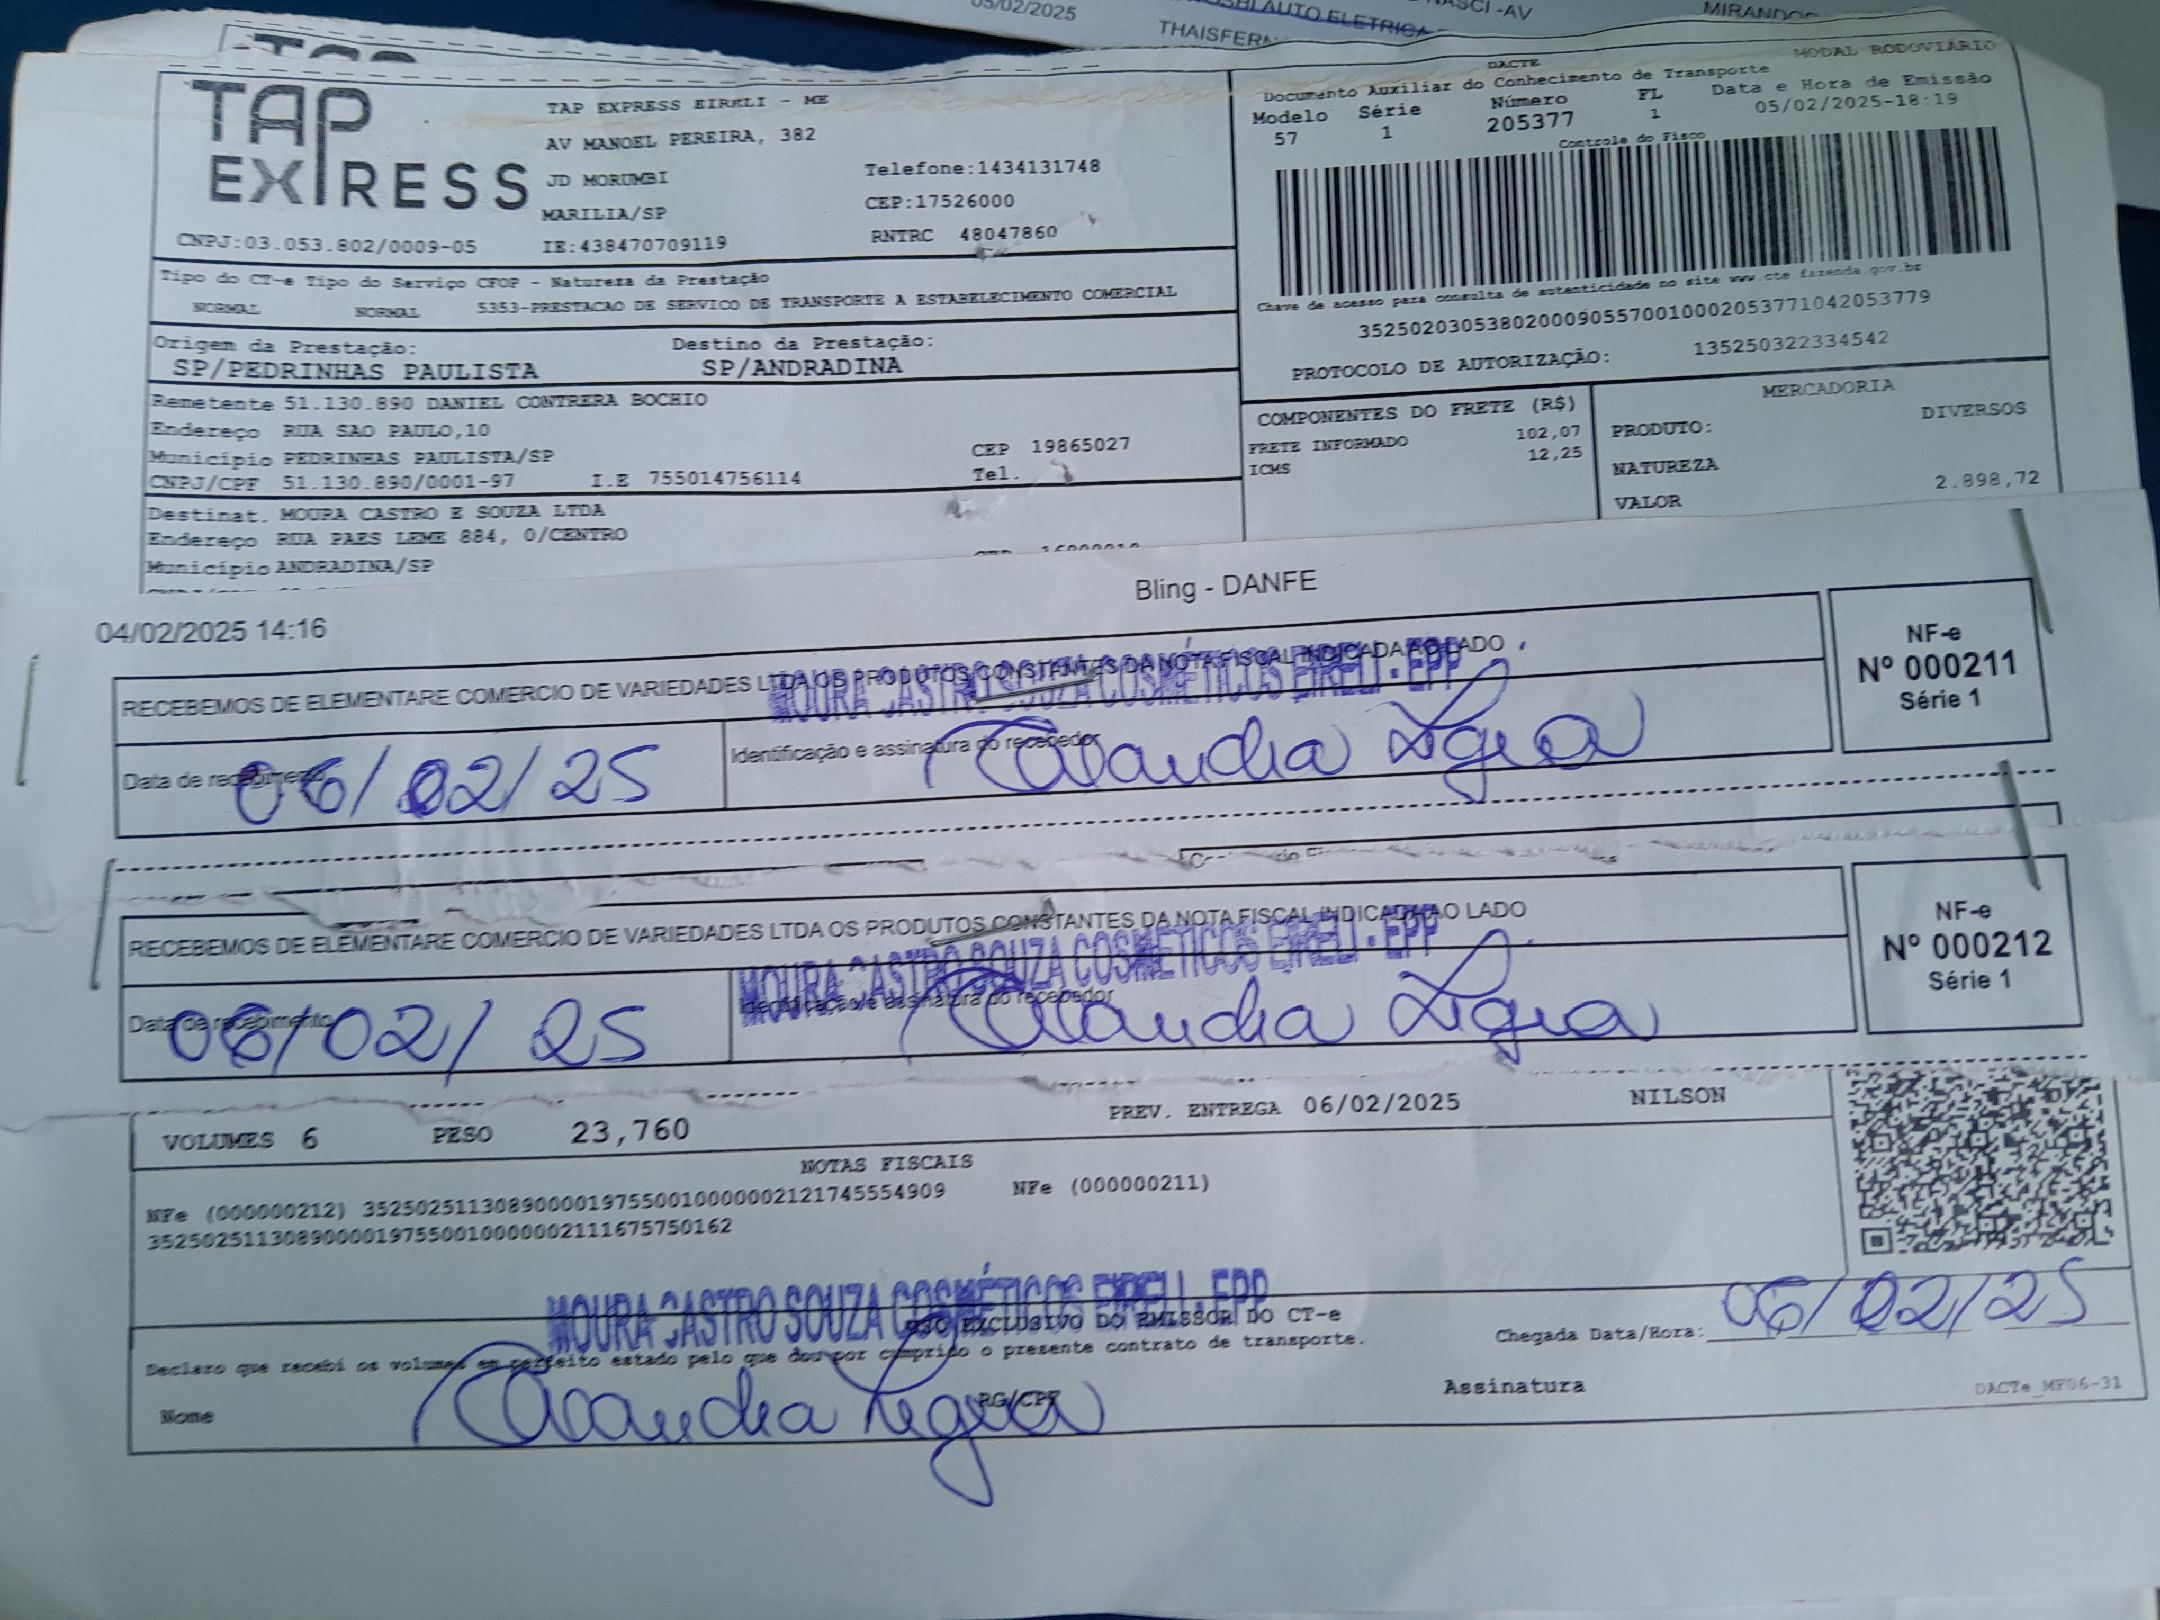 05/02/2025
AUTO ELETRICA
NASCI-AV
THAISFERN
TAP EXPRESS
TAP EXPRESS EIRELI - ME
AV MANOEL PEREIRA, 382
JD MORUMBI
Telefone:1434131748
MARILIA/SP
CEP:17526000
CNPJ:03.053.802/0009-05 IE:438470709119 RNTRC 48047860
DACTE
MODAL RODOVIÁRIO
Documento Auxiliar do Conhecimento de Transporte
Modelo Série Número FL Data e Hora de Emissão
57 1 205377 1 05/02/2025-18:19
Controle do Fisco
Chave de acesso para consulta de autenticidade no site www.cte.fazenda.gov.br
35250203053802000905570010002053771042053779
PROTOCOLO DE AUTORIZAÇÃO: 135250322334542
Tipo do CT-e Tipo do Serviço CFOP - Natureza da Prestação
NORMAL NORMAL 5353-PRESTACAO DE SERVICO DE TRANSPORTE A ESTABELECIMENTO COMERCIAL
Origem da Prestação: Destino da Prestação:
SP/PEDRINHAS PAULISTA SP/ANDRADINA
Remetente 51.130.890 DANIEL CONTRERA BOCHIO
Endereço RUA SAO PAULO,10
Município PEDRINHAS PAULISTA/SP CEP 19865027
CNPJ/CPF 51.130.890/0001-97 I.E 755014756114 Tel.
Destinat. MOURA CASTRO E SOUZA LTDA
Endereço RUA PAES LEME 884, 0/CENTRO
Município ANDRADINA/SP
COMPONENTES DO FRETE (R$)
FRETE INFORMADO 102,07
ICMS 12,25
MERCADORIA
PRODUTO: DIVERSOS
NATUREZA
VALOR 2.898,72
04/02/2025 14:16
Bling - DANFE
RECEBEMOS DE ELEMENTARE COMERCIO DE VARIEDADES LTDA OS PRODUTOS CONSTANTES DA NOTA FISCAL INDICADA AO LADO
MOURA CASTRO SOUZA COSMÉTICOS EIRELI - EPP
Data de recebimento
06/02/25
Identificação e assinatura do recebedor
Claudia Ligia
NF-e
Nº 000211
Série 1
RECEBEMOS DE ELEMENTARE COMERCIO DE VARIEDADES LTDA OS PRODUTOS CONSTANTES DA NOTA FISCAL INDICADA AO LADO
MOURA CASTRO SOUZA COSMÉTICOS EIRELI - EPP
Data de recebimento
06/02/25
Identificação e assinatura do recebedor
Claudia Ligia
NF-e
Nº 000212
Série 1
VOLUMES 6 PESO 23,760 PREV. ENTREGA 06/02/2025 NILSON
NOTAS FISCAIS
NFe (000000212) 35250251130890000197550010000002121745554909 NFe (000000211)
35250251130890000197550010000002111675750162
MOURA CASTRO SOUZA COSMÉTICOS EIRELI - EPP
USO EXCLUSIVO DO EMISSOR DO CT-e
Declaro que recebi os volumes em perfeito estado pelo que dou por cumprido o presente contrato de transporte.
Chegada Data/Hora: 06/02/25
Nome Claudia Ligia RG/CPF Assinatura
DACTe_MF06-31